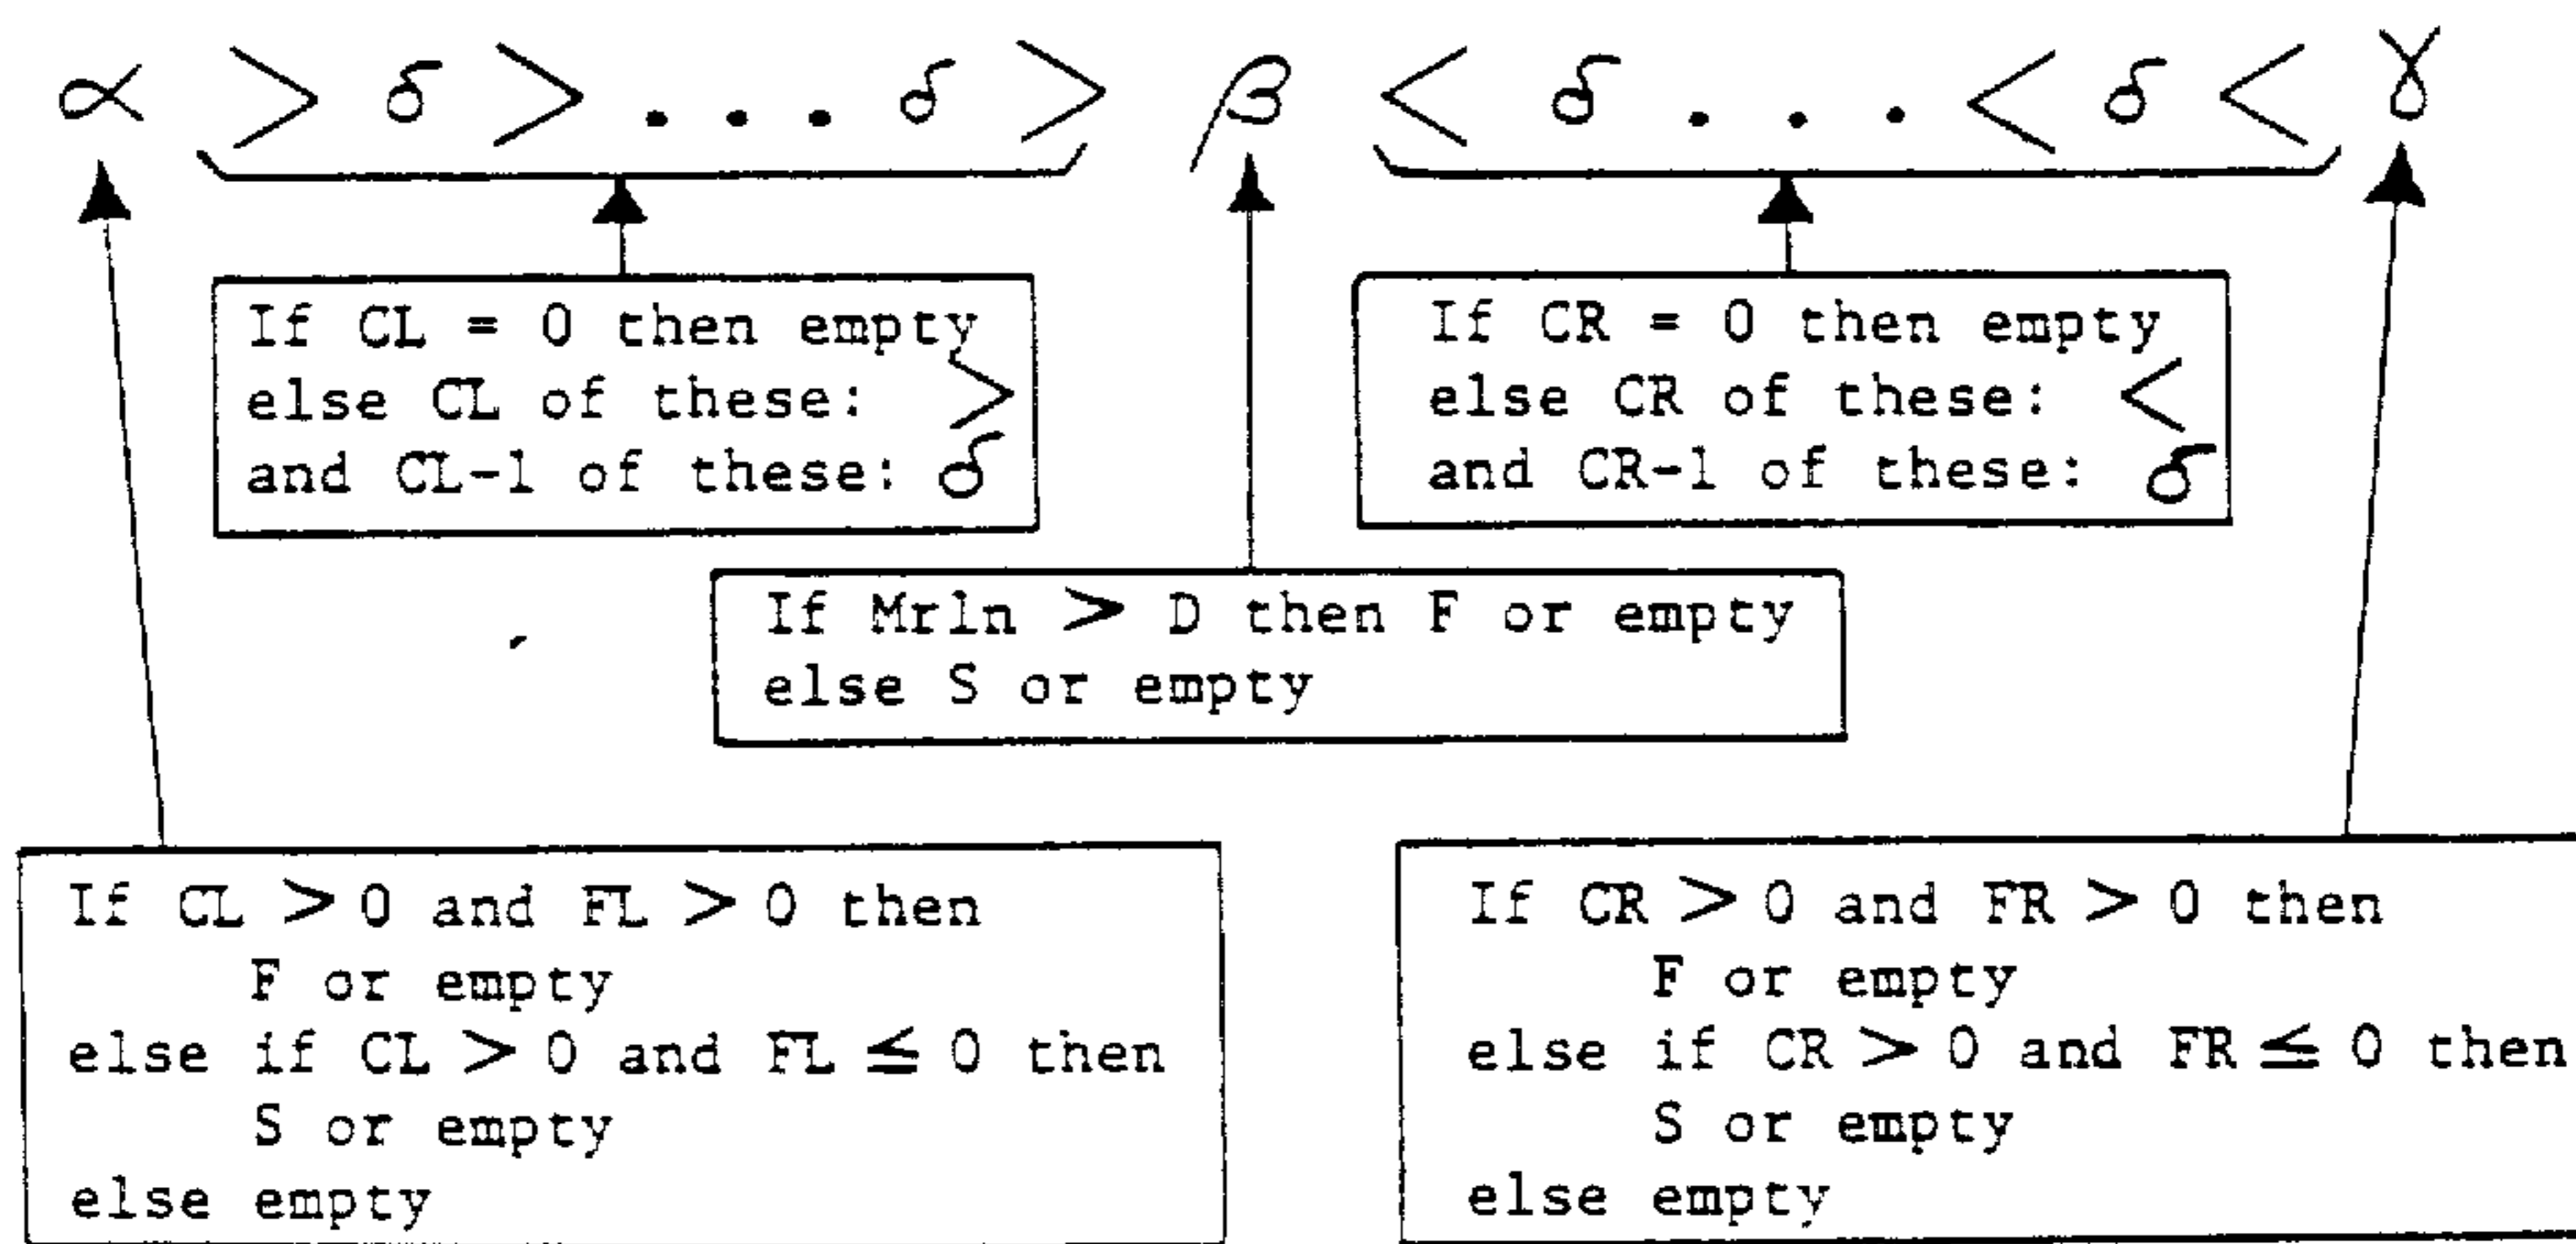 α > δ > . . . δ > β < δ . . . < δ < γ
If CL = 0 then empty
else CL of these: >
and CL-1 of these: δ
If CR = 0 then empty
else CR of these: <
and CR-1 of these: δ
If Mrln > D then F or empty
else S or empty
If CL > 0 and FL > 0 then
F or empty
else if CL > 0 and FL ≤ 0 then
S or empty
else empty
If CR > 0 and FR > 0 then
F or empty
else if CR > 0 and FR ≤ 0 then
S or empty
else empty